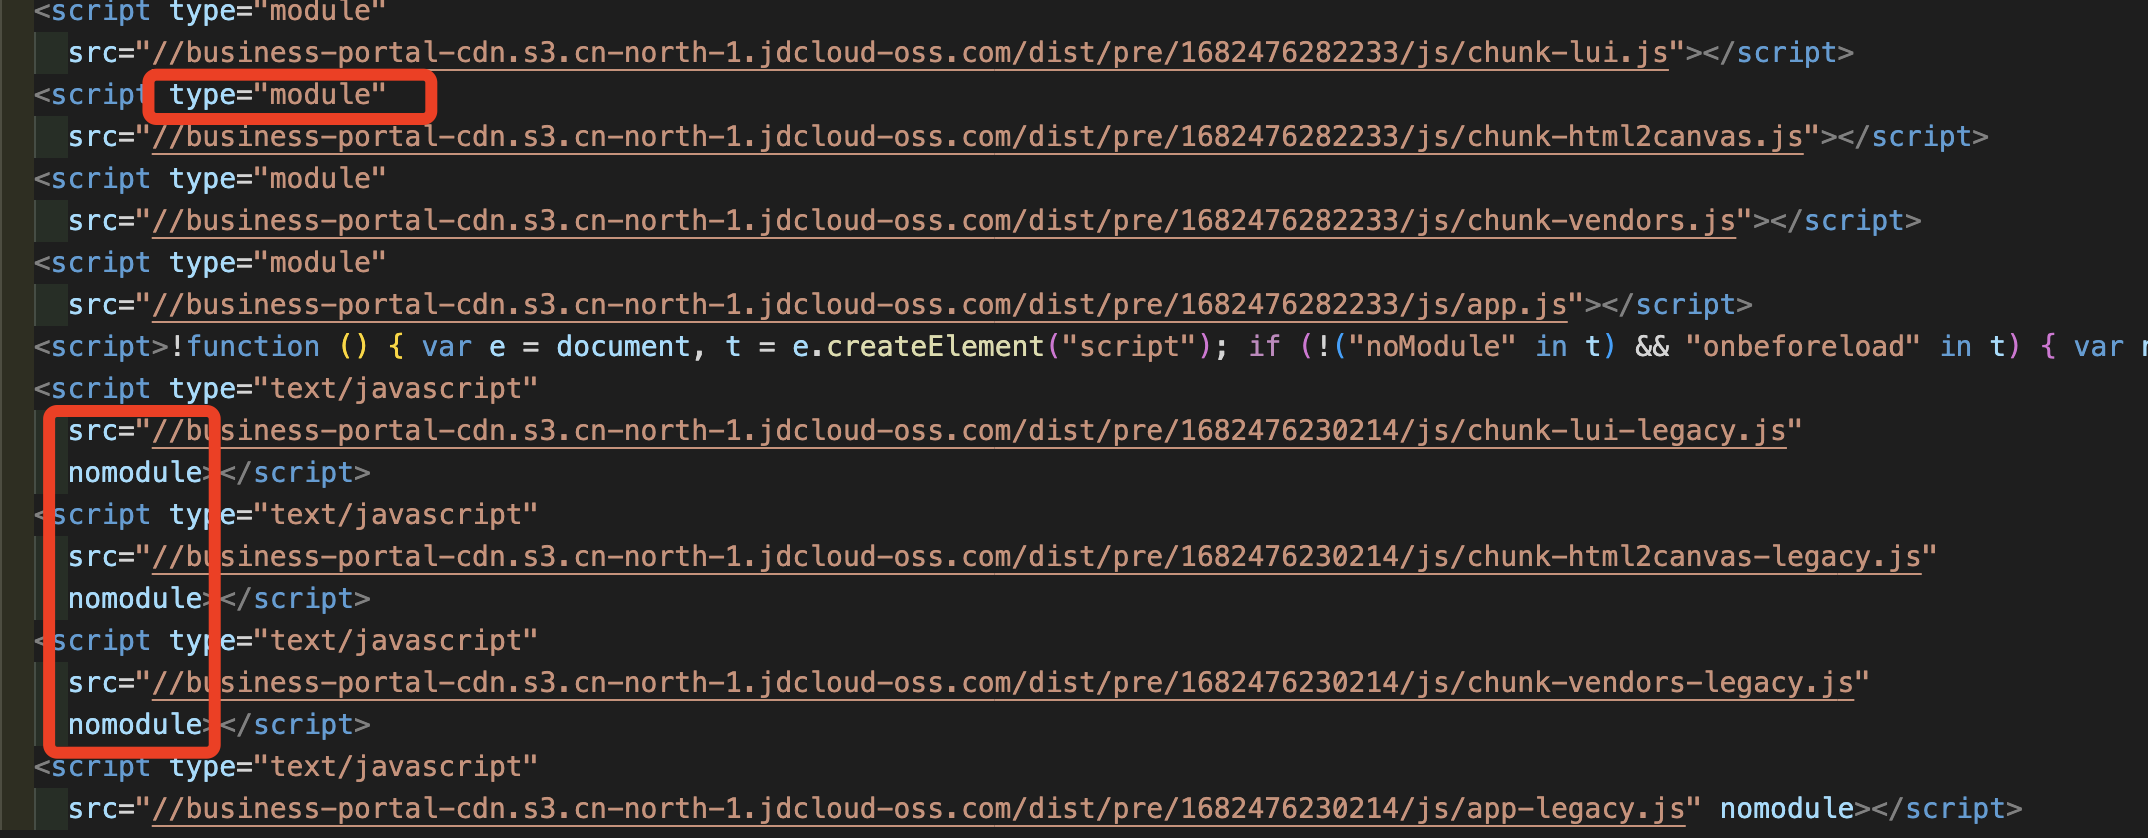 <script type="module"
src="//business-portal-cdn.s3.cn-north-1.jdcloud-oss.com/dist/pre/1682476282233/js/chunk-lui.js"></script>
<script type="module"
src="//business-portal-cdn.s3.cn-north-1.jdcloud-oss.com/dist/pre/1682476282233/js/chunk-html2canvas.js"></script>
<script type="module"
src="//business-portal-cdn.s3.cn-north-1.jdcloud-oss.com/dist/pre/1682476282233/js/chunk-vendors.js"></script>
<script type="module"
src="//business-portal-cdn.s3.cn-north-1.jdcloud-oss.com/dist/pre/1682476282233/js/app.js"></script>
<script>!function () { var e = document, t = e.createElement("script"); if (!("noModule" in t) && "onbeforeload" in t) { var
<script type="text/javascript"
src="//business-portal-cdn.s3.cn-north-1.jdcloud-oss.com/dist/pre/1682476230214/js/chunk-lui-legacy.js"
nomodule></script>
<script type="text/javascript"
src="//business-portal-cdn.s3.cn-north-1.jdcloud-oss.com/dist/pre/1682476230214/js/chunk-html2canvas-legacy.js"
nomodule></script>
<script type="text/javascript"
src="//business-portal-cdn.s3.cn-north-1.jdcloud-oss.com/dist/pre/1682476230214/js/chunk-vendors-legacy.js"
nomodule></script>
<script type="text/javascript"
src="//business-portal-cdn.s3.cn-north-1.jdcloud-oss.com/dist/pre/1682476230214/js/app-legacy.js" nomodule></script>